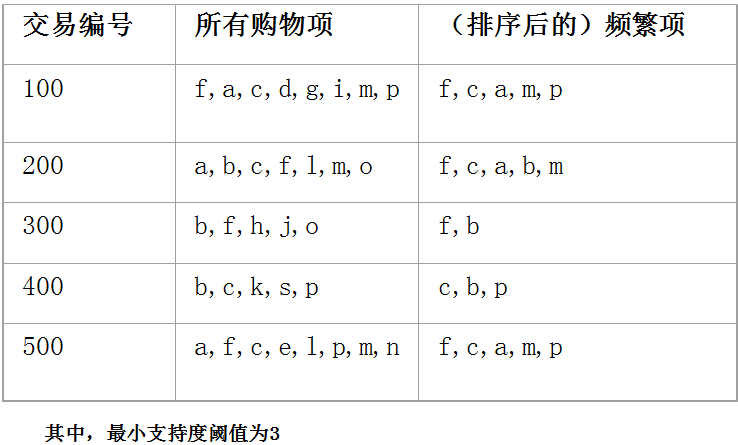 交易编号 所有购物项 （排序后的）频繁项
100 f,a,c,d,g,i,m,p f,c,a,m,p
200 a,b,c,f,l,m,o f,c,a,b,m
300 b,f,h,j,o f,b
400 b,c,k,s,p c,b,p
500 a,f,c,e,l,p,m,n f,c,a,m,p
其中，最小支持度阈值为3